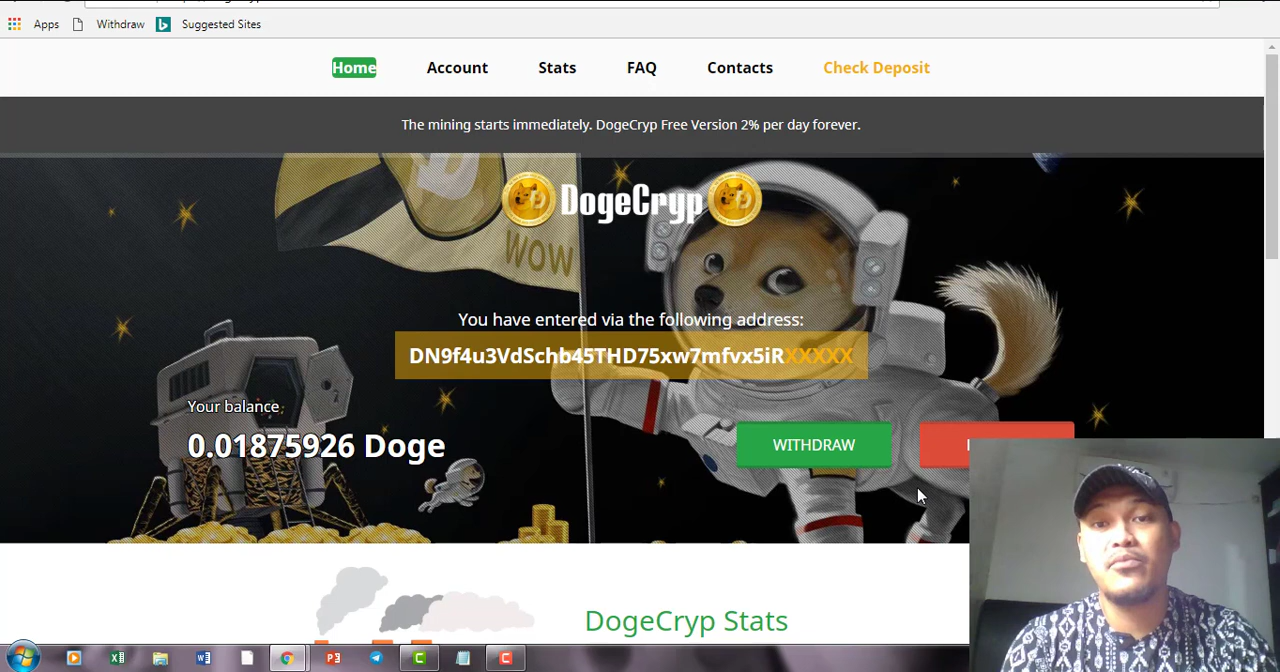 Apps Withdraw Suggested Sites
Home Account Stats FAQ Contacts Check Deposit
The mining starts immediately. DogeCryp Free Version 2% per day forever.
DogeCryp
WOW
You have entered via the following address:
DN9f4u3VdSchb45THD75xw7mfvx5iRXXXXX
Your balance
0.01875926 Doge
WITHDRAW
DogeCryp Stats